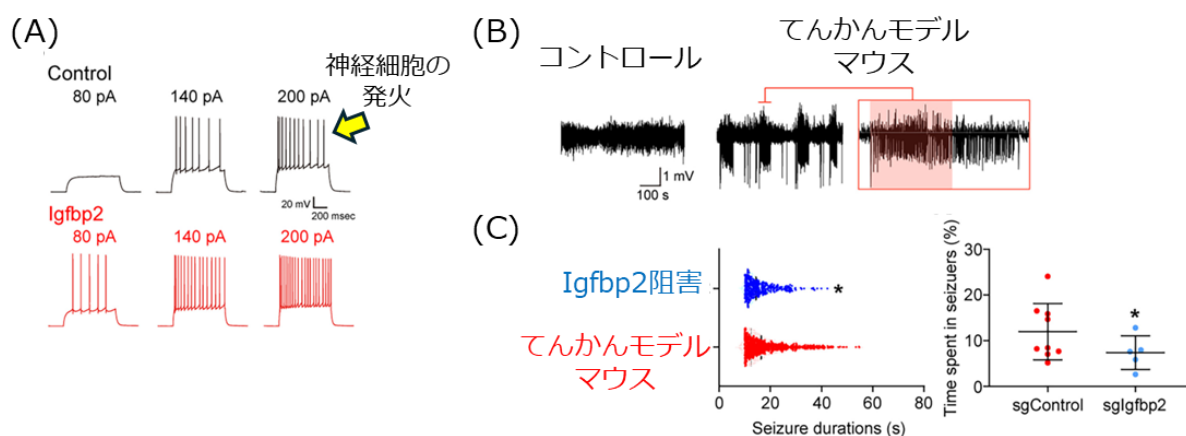 (A)
Control
80 pA
140 pA
200 pA
神経細胞の
発火
20 mV
200 msec
Igfbp2
80 pA
140 pA
200 pA
(B)
コントロール
てんかんモデル
マウス
1 mV
100 s
(C)
Igfbp2阻害
*
てんかんモデル
マウス
0
20
40
60
80
Seizure durations (s)
Time spent in seizuers (%)
30
20
10
0
*
sgControl
sgIgfbp2